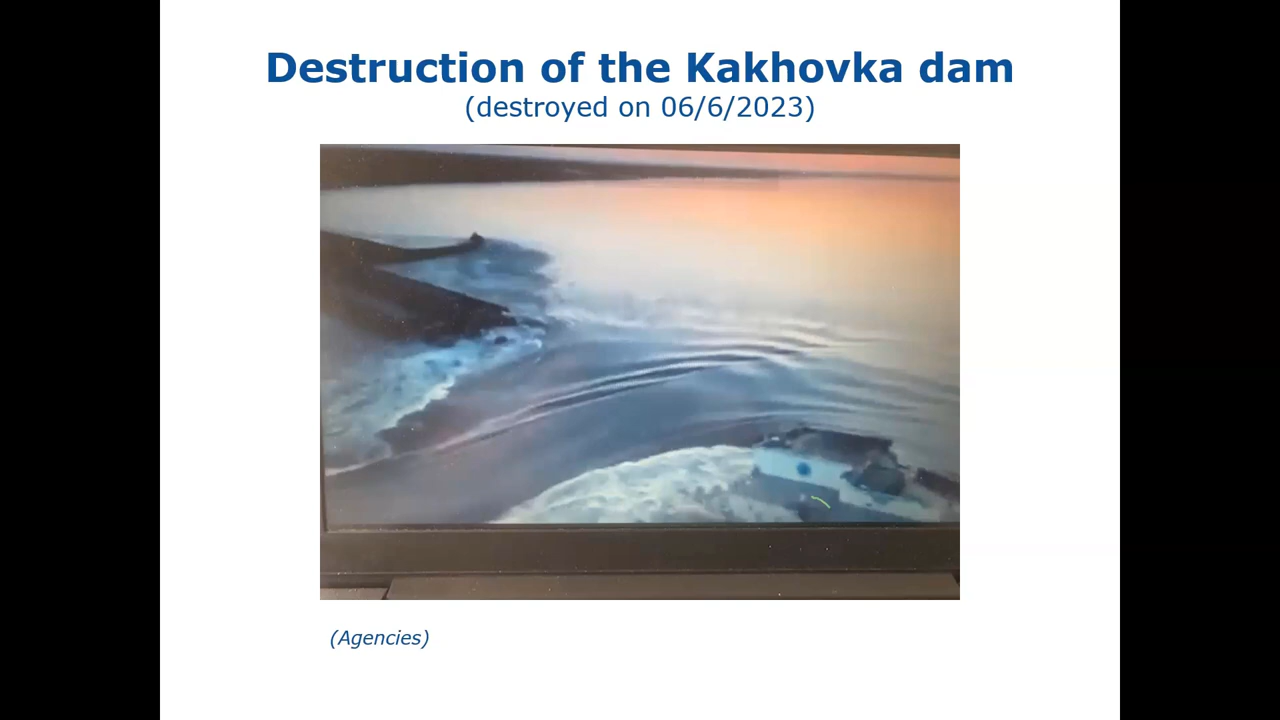 Destruction of the Kakhovka dam
(destroyed on 06/6/2023)
(Agencies)